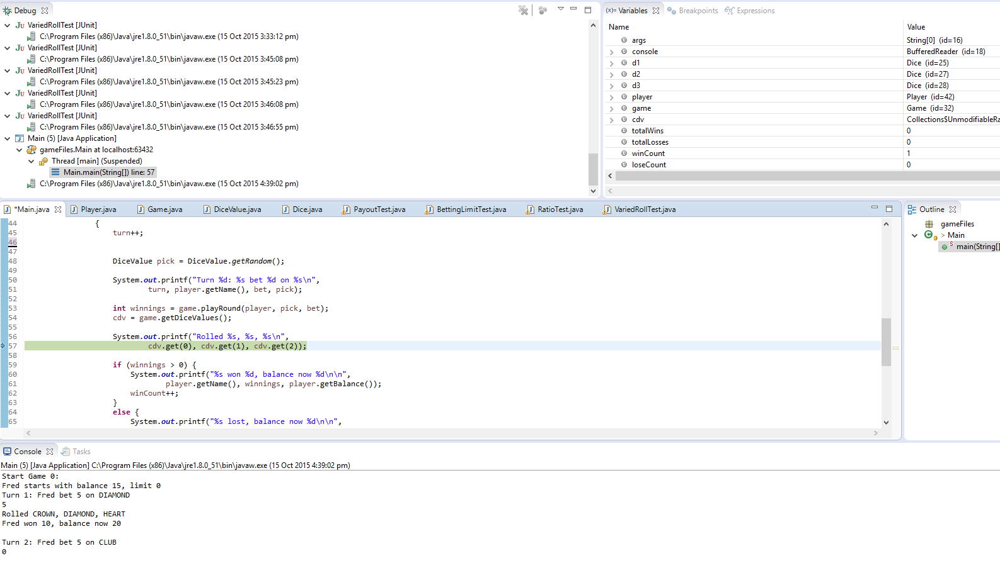 Debug
VariedRollTest [JUnit]
C:\Program Files (x86)\Java\jre1.8.0_51\bin\javaw.exe (15 Oct 2015 3:33:12 pm)
VariedRollTest [JUnit]
C:\Program Files (x86)\Java\jre1.8.0_51\bin\javaw.exe (15 Oct 2015 3:45:08 pm)
VariedRollTest [JUnit]
C:\Program Files (x86)\Java\jre1.8.0_51\bin\javaw.exe (15 Oct 2015 3:45:23 pm)
VariedRollTest [JUnit]
C:\Program Files (x86)\Java\jre1.8.0_51\bin\javaw.exe (15 Oct 2015 3:46:08 pm)
VariedRollTest [JUnit]
C:\Program Files (x86)\Java\jre1.8.0_51\bin\javaw.exe (15 Oct 2015 3:46:55 pm)
Main (5) [Java Application]
gameFiles.Main at localhost:63432
Thread [main] (Suspended)
Main.main(String[]) line: 57
C:\Program Files (x86)\Java\jre1.8.0_51\bin\javaw.exe (15 Oct 2015 4:39:02 pm)
(x)= Variables Breakpoints Expressions
Name Value
args String[0] (id=16)
console BufferedReader (id=18)
d1 Dice (id=25)
d2 Dice (id=27)
d3 Dice (id=28)
player Player (id=42)
game Game (id=32)
cdv Collections$UnmodifiableRa
totalWins 0
totalLosses 0
winCount 1
loseCount 0
*Main.java Player.java Game.java DiceValue.java Dice.java PayoutTest.java BettingLimitTest.java RatioTest.java VariedRollTest.java
44 {
45 turn++;
46
47
48 DiceValue pick = DiceValue.getRandom();
49
50 System.out.printf("Turn %d: %s bet %d on %s\n",
51 turn, player.getName(), bet, pick);
52
53 int winnings = game.playRound(player, pick, bet);
54 cdv = game.getDiceValues();
55
56 System.out.printf("Rolled %s, %s, %s\n",
57 cdv.get(0), cdv.get(1), cdv.get(2));
58
59 if (winnings > 0) {
60 System.out.printf("%s won %d, balance now %d\n\n",
61 player.getName(), winnings, player.getBalance());
62 winCount++;
63 }
64 else {
65 System.out.printf("%s lost, balance now %d\n\n",
Outline
gameFiles
> Main
main(String[]
Console Tasks
Main (5) [Java Application] C:\Program Files (x86)\Java\jre1.8.0_51\bin\javaw.exe (15 Oct 2015 4:39:02 pm)
Start Game 0:
Fred starts with balance 15, limit 0
Turn 1: Fred bet 5 on DIAMOND
5
Rolled CROWN, DIAMOND, HEART
Fred won 10, balance now 20
Turn 2: Fred bet 5 on CLUB
0